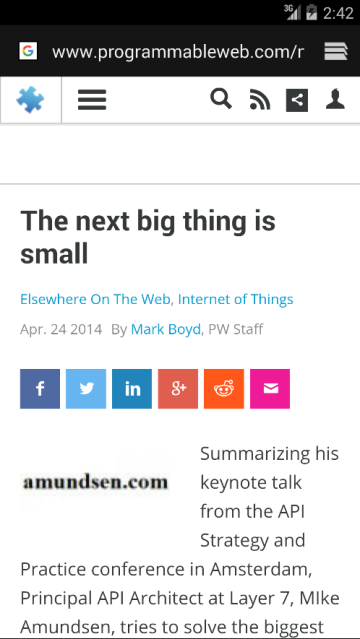 3G 2:42
G www.programmableweb.com/r
The next big thing is
small
Elsewhere On The Web, Internet of Things
Apr. 24 2014 By Mark Boyd, PW Staff
f in g+
amundsen.com
Summarizing his
keynote talk
from the API
Strategy and
Practice conference in Amsterdam,
Principal API Architect at Layer 7, MIke
Amundsen, tries to solve the biggest